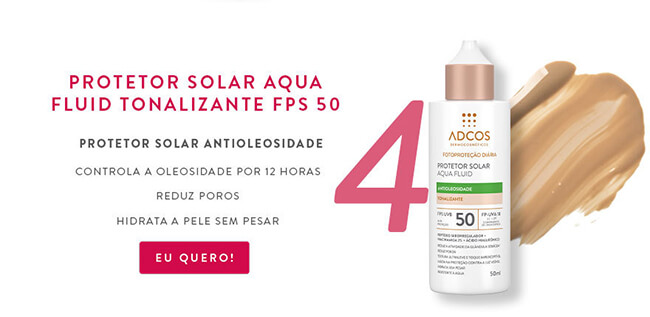 PROTETOR SOLAR AQUA
FLUID TONALIZANTE FPS 50
PROTETOR SOLAR ANTIOLEOSIDADE
CONTROLA A OLEOSIDADE POR 12 HORAS
REDUZ POROS
HIDRATA A PELE SEM PESAR
EU QUERO!
4
ADCOS
DERMOCOSMÉTICOS
FOTOPROTEÇÃO DIÁRIA
PROTETOR SOLAR
AQUA FLUID
ANTIOLEOSIDADE
TONALIZANTE
50
50ml